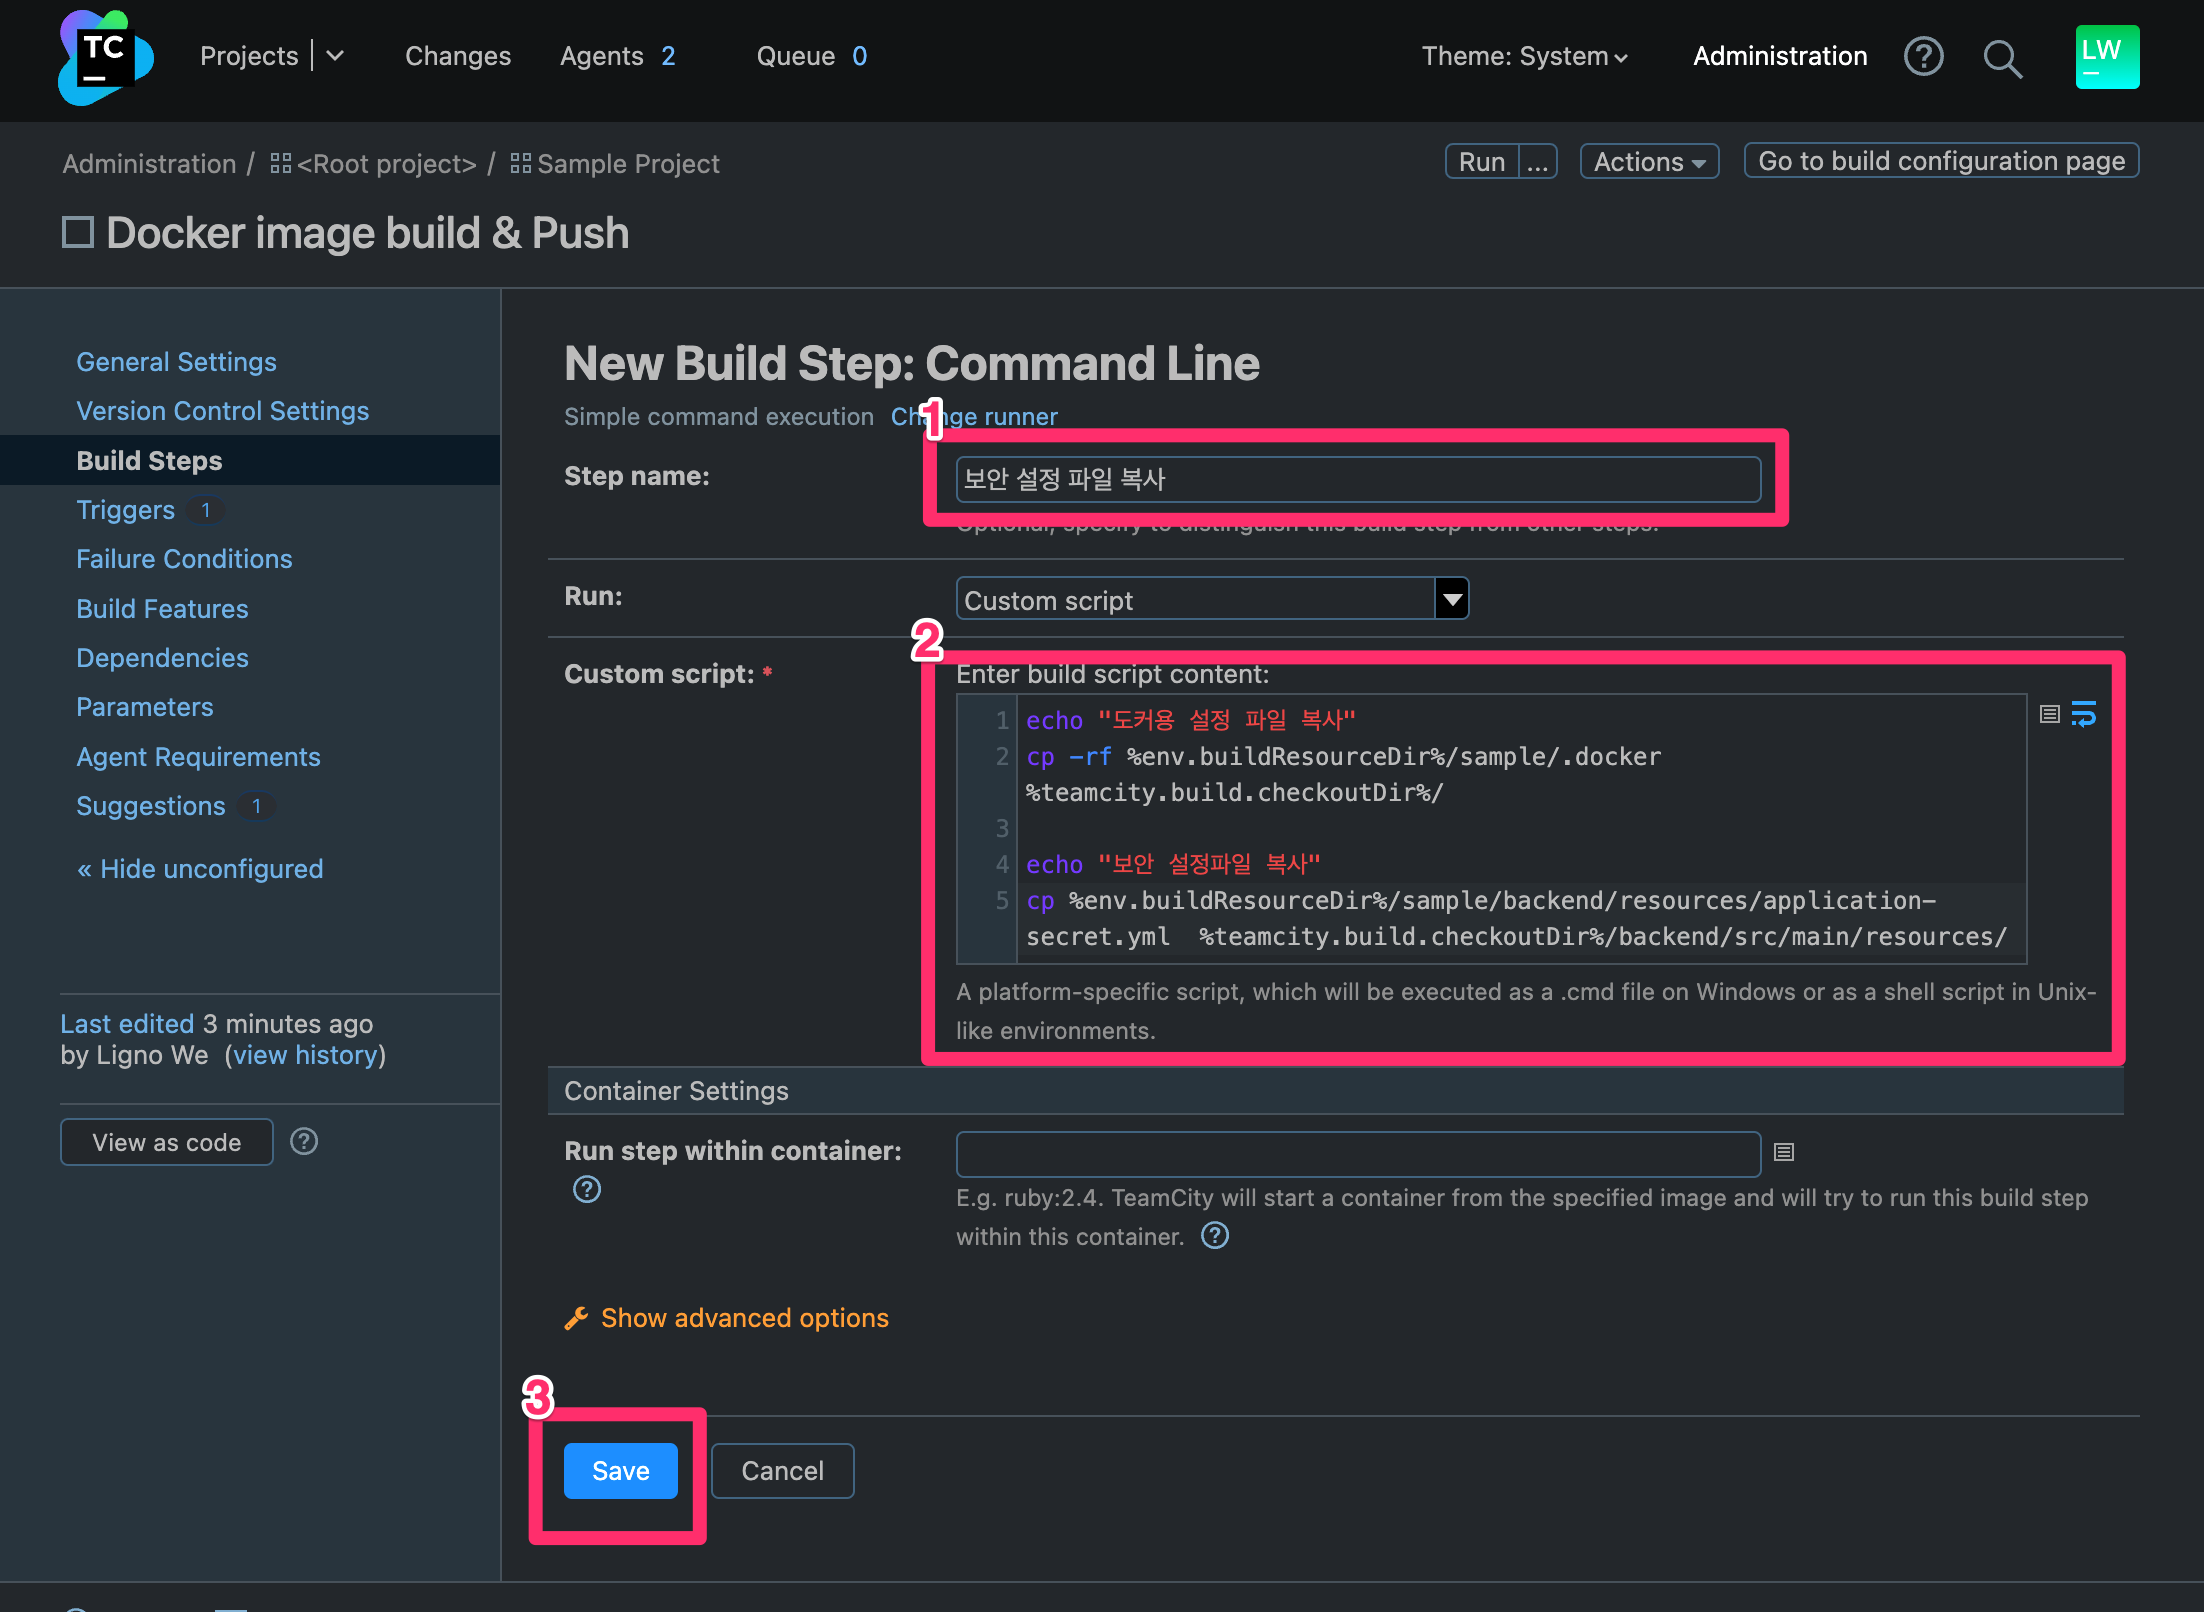 TC
Projects
Changes
Agents 2
Queue 0
Theme: System
Administration
LW
Administration / <Root project> / Sample Project
Run ...
Actions
Go to build configuration page
Docker image build & Push
General Settings
Version Control Settings
Build Steps
Triggers 1
Failure Conditions
Build Features
Dependencies
Parameters
Agent Requirements
Suggestions 1
« Hide unconfigured
Last edited 3 minutes ago
by Ligno We (view history)
View as code
New Build Step: Command Line
Simple command execution Change runner
1
Step name:
보안 설정 파일 복사
Optional, specify to distinguish this build step from other steps.
Run:
Custom script
2
Custom script: *
Enter build script content:
1 echo "도커용 설정 파일 복사"
2 cp -rf %env.buildResourceDir%/sample/.docker
%teamcity.build.checkoutDir%/
3
4 echo "보안 설정파일 복사"
5 cp %env.buildResourceDir%/sample/backend/resources/application-
secret.yml  %teamcity.build.checkoutDir%/backend/src/main/resources/
A platform-specific script, which will be executed as a .cmd file on Windows or as a shell script in Unix-
like environments.
Container Settings
Run step within container:
E.g. ruby:2.4. TeamCity will start a container from the specified image and will try to run this build step
within this container.
Show advanced options
3
Save
Cancel